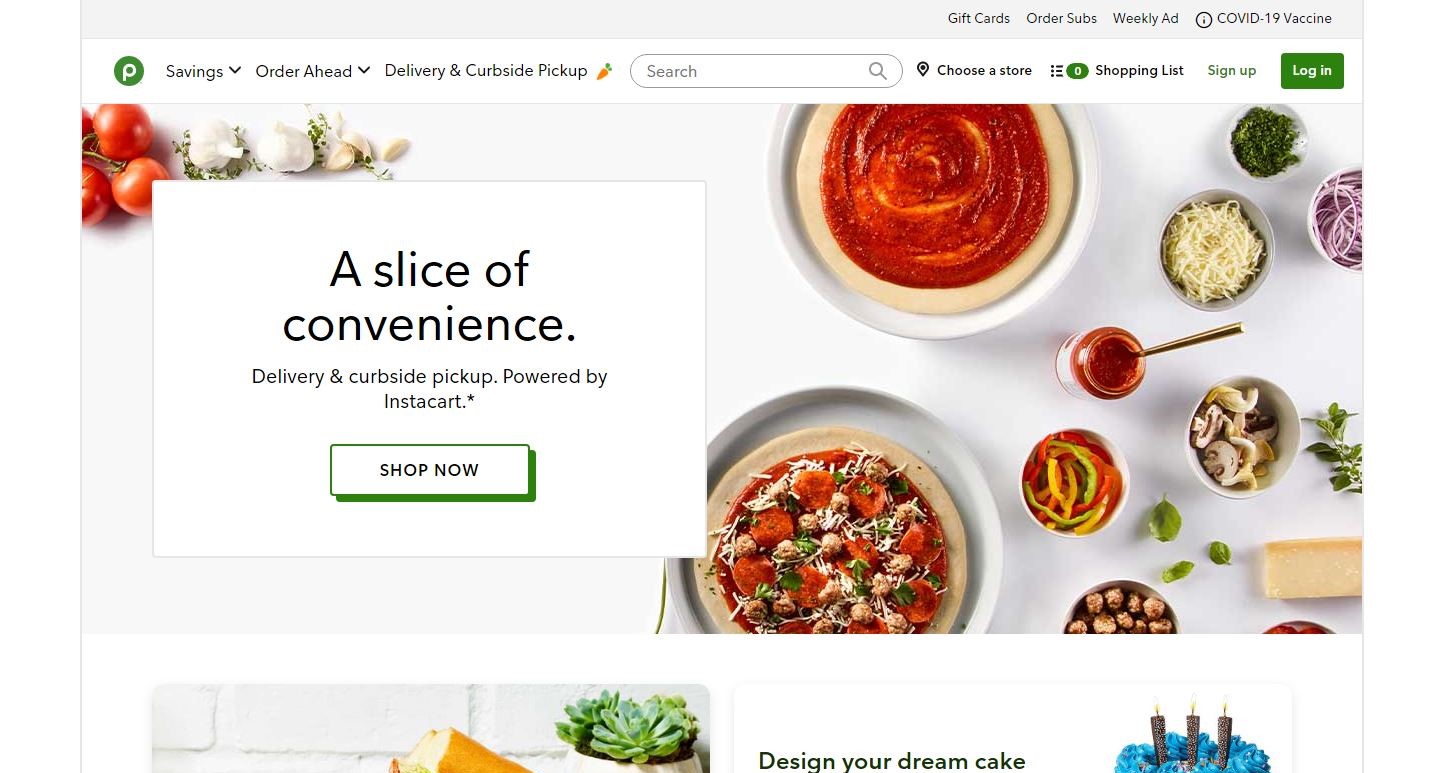 Gift Cards Order Subs Weekly Ad COVID-19 Vaccine
Savings Order Ahead Delivery & Curbside Pickup Search Choose a store 0 Shopping List Sign up Log in
A slice of
convenience.
Delivery & curbside pickup. Powered by
Instacart.*
SHOP NOW
Design your dream cake